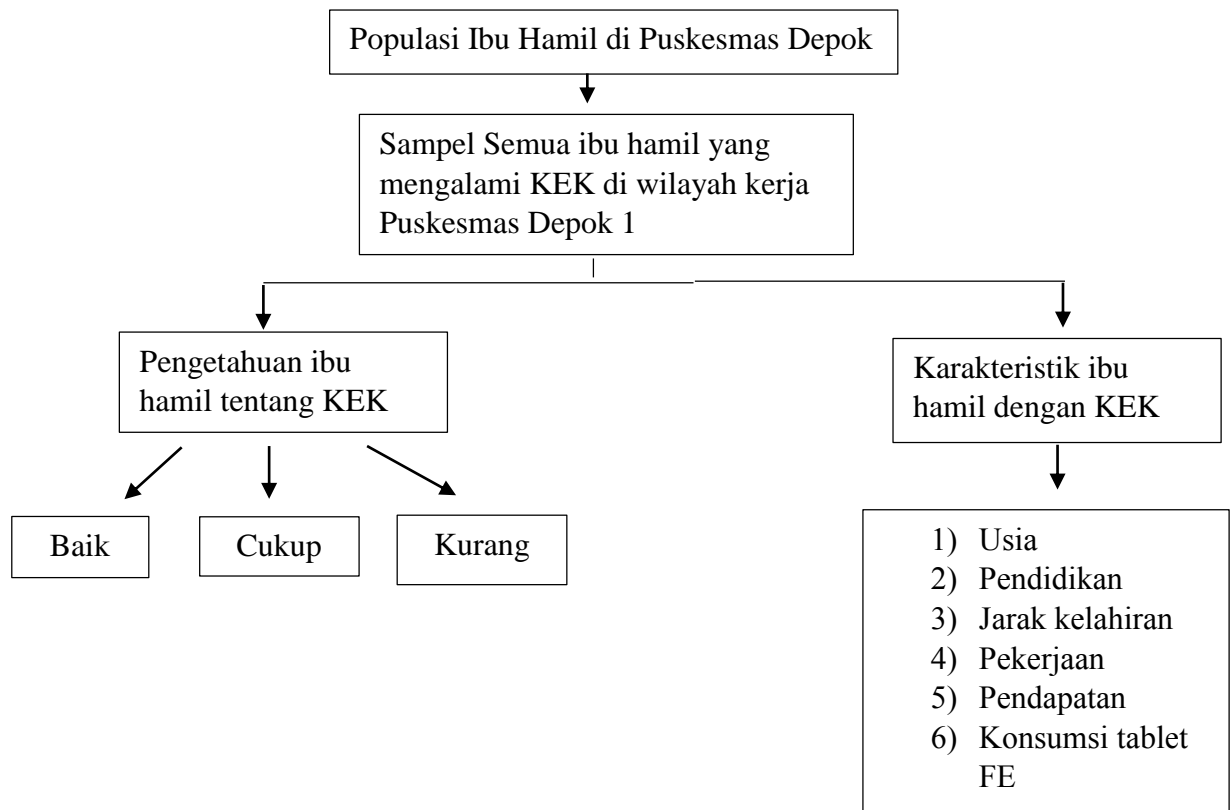 Populasi Ibu Hamil di Puskesmas Depok
Sampel Semua ibu hamil yang
mengalami KEK di wilayah kerja
Puskesmas Depok 1
Pengetahuan ibu
hamil tentang KEK
Karakteristik ibu
hamil dengan KEK
Baik
Cukup
Kurang
1) Usia
2) Pendidikan
3) Jarak kelahiran
4) Pekerjaan
5) Pendapatan
6) Konsumsi tablet
FE